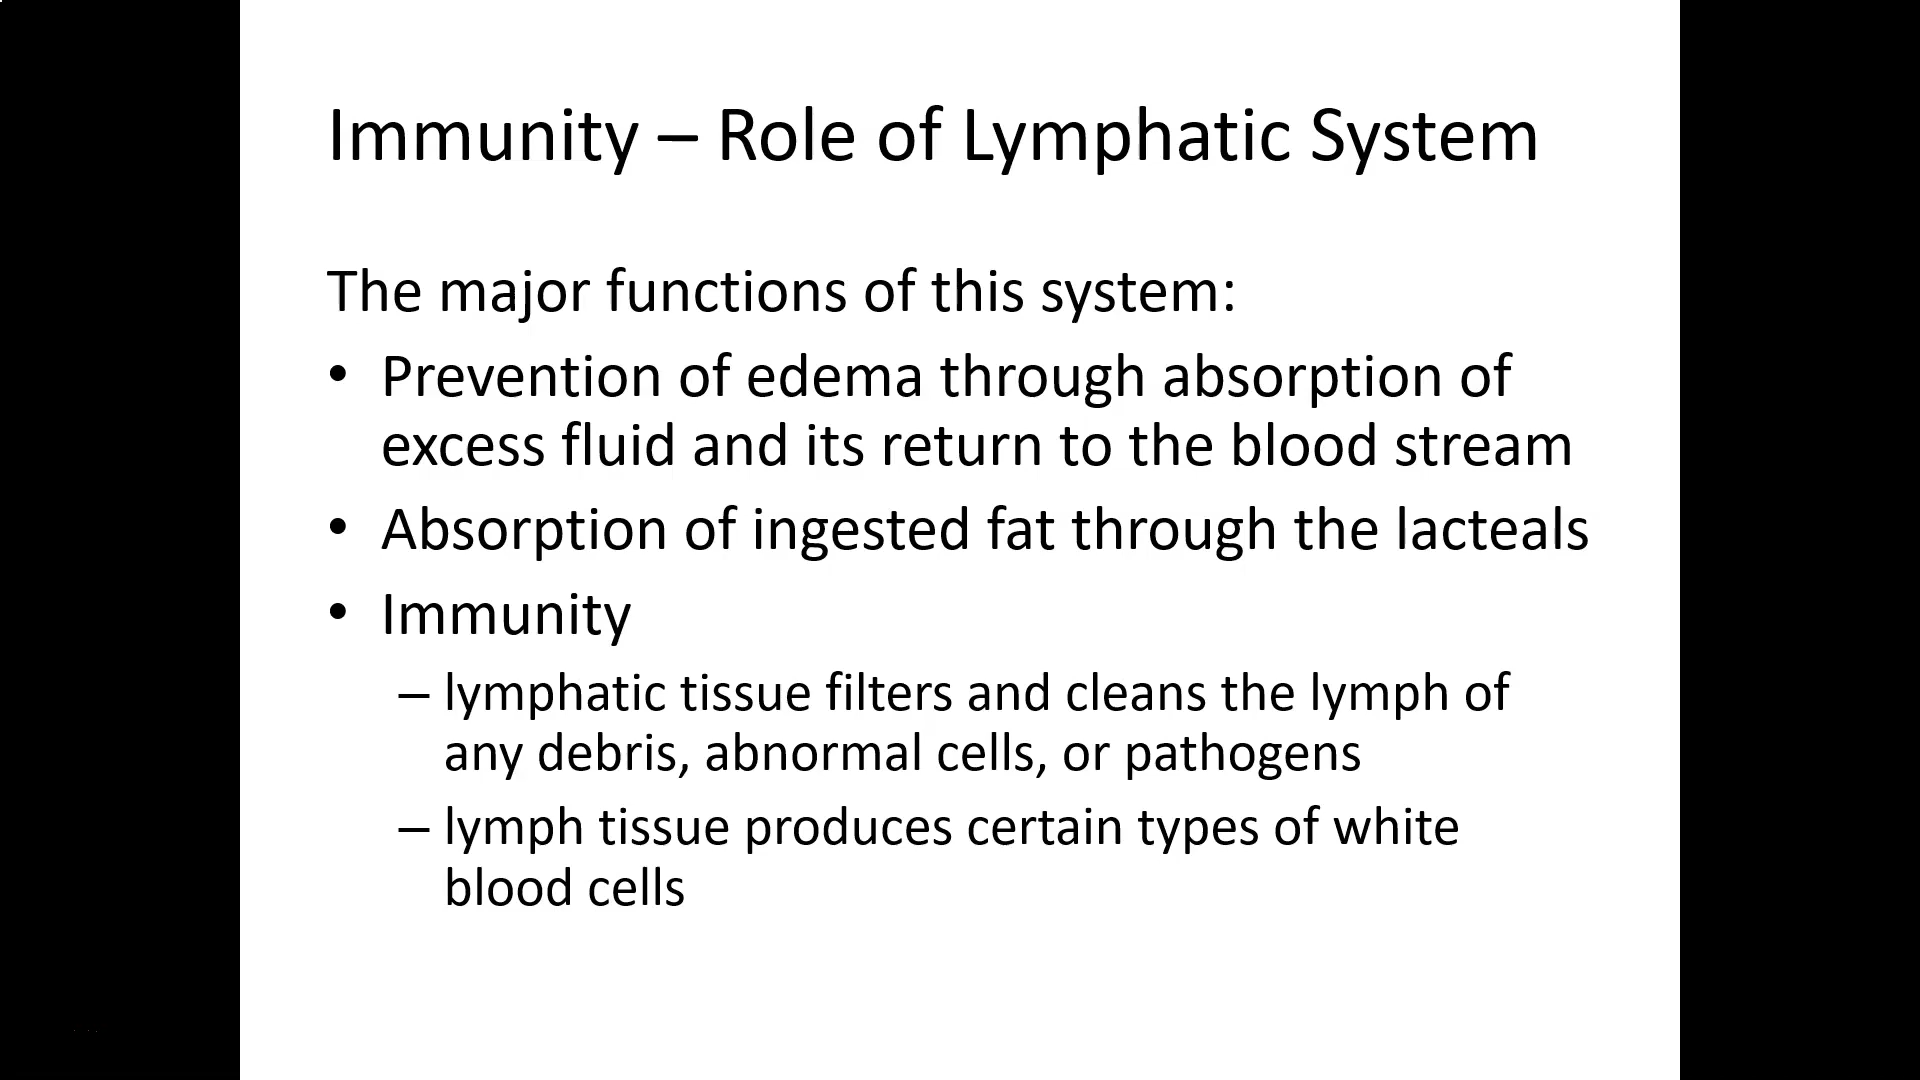 Immunity – Role of Lymphatic System
The major functions of this system:
• Prevention of edema through absorption of
excess fluid and its return to the blood stream
• Absorption of ingested fat through the lacteals
• Immunity
– lymphatic tissue filters and cleans the lymph of
any debris, abnormal cells, or pathogens
– lymph tissue produces certain types of white
blood cells